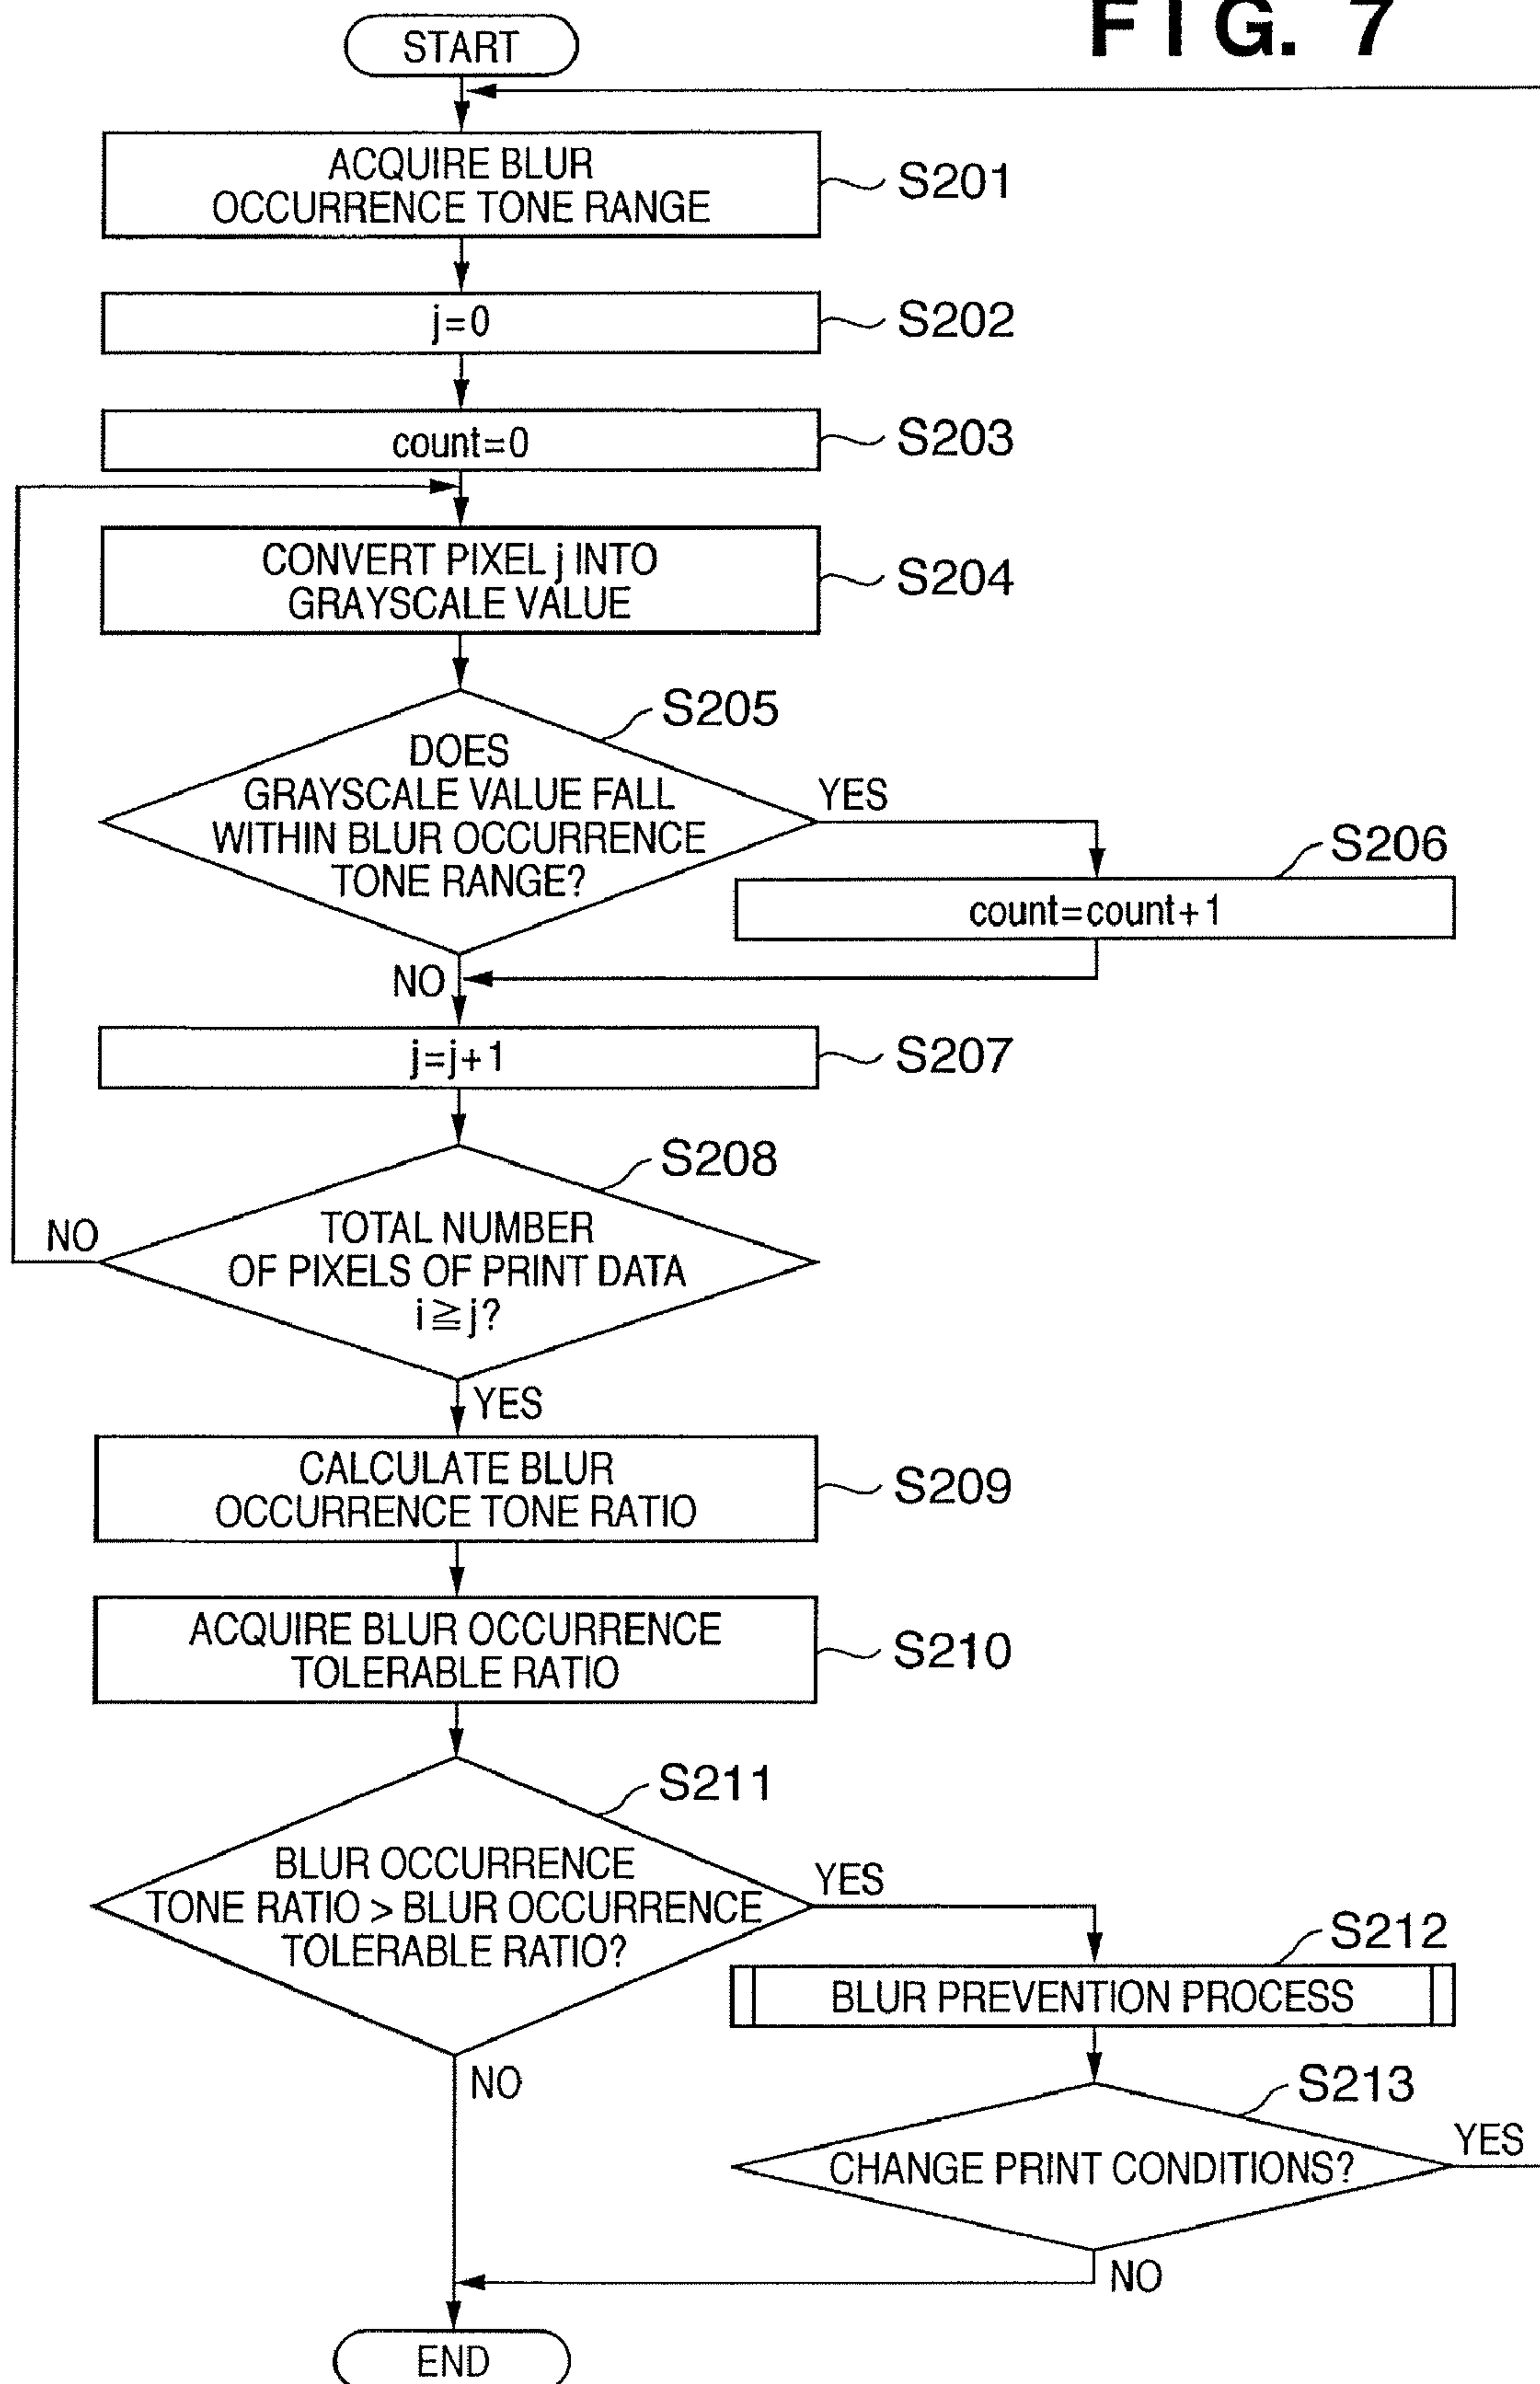 FIG. 7
START
ACQUIRE BLUR
OCCURRENCE TONE RANGE
S201
j=0
S202
count=0
S203
CONVERT PIXEL j INTO
GRAYSCALE VALUE
S204
S205
DOES
GRAYSCALE VALUE FALL
WITHIN BLUR OCCURRENCE
TONE RANGE?
YES
S206
count=count+1
NO
j=j+1
S207
S208
TOTAL NUMBER
OF PIXELS OF PRINT DATA
i≧j?
NO
YES
CALCULATE BLUR
OCCURRENCE TONE RATIO
S209
ACQUIRE BLUR OCCURRENCE
TOLERABLE RATIO
S210
S211
BLUR OCCURRENCE
TONE RATIO > BLUR OCCURRENCE
TOLERABLE RATIO?
YES
S212
BLUR PREVENTION PROCESS
NO
S213
CHANGE PRINT CONDITIONS?
YES
NO
END